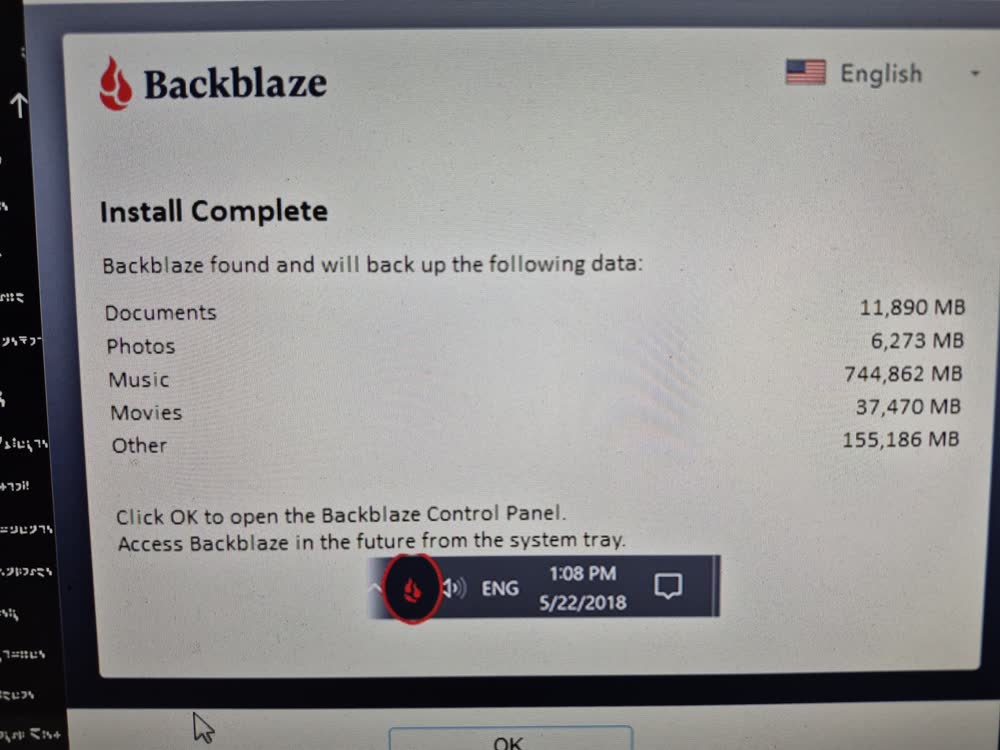 Backblaze
English
Install Complete
Backblaze found and will back up the following data:
Documents 11,890 MB
Photos 6,273 MB
Music 744,862 MB
Movies 37,470 MB
Other 155,186 MB
Click OK to open the Backblaze Control Panel.
Access Backblaze in the future from the system tray.
ENG 1:08 PM
5/22/2018
OK